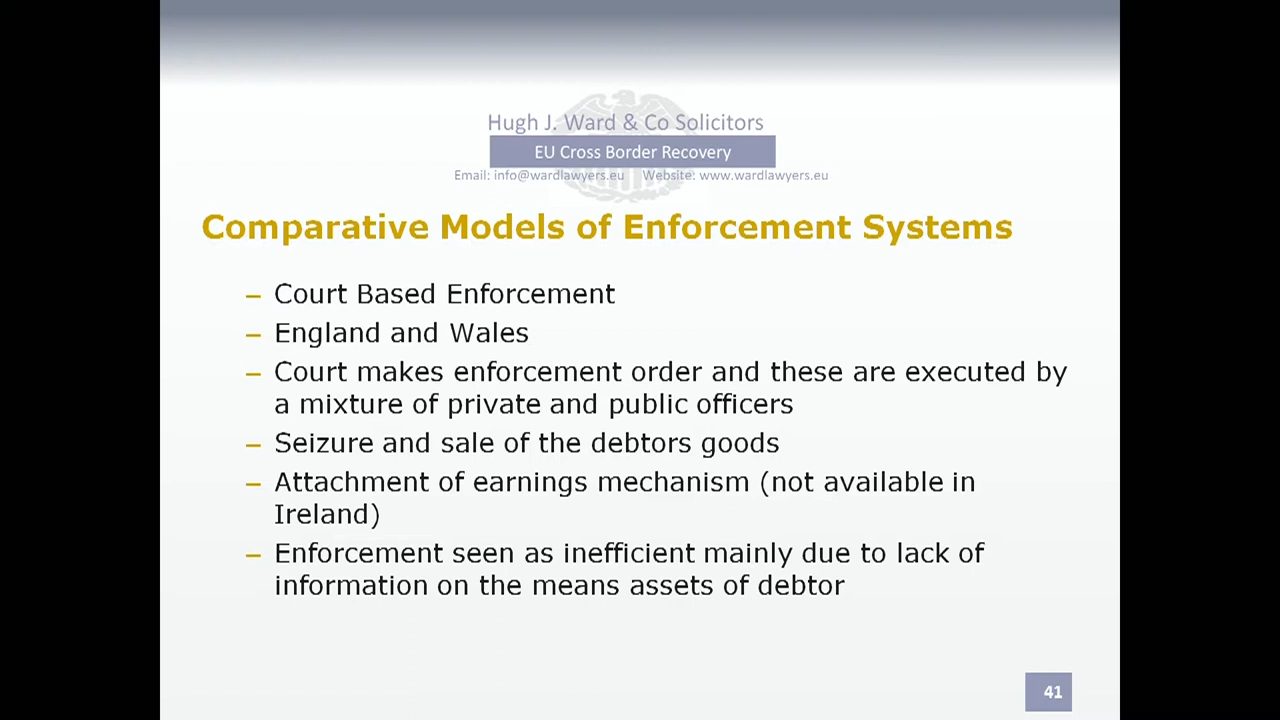 Hugh J. Ward & Co Solicitors
EU Cross Border Recovery
Email: info@wardlawyers.eu Website: www.wardlawyers.eu
Comparative Models of Enforcement Systems
– Court Based Enforcement
– England and Wales
– Court makes enforcement order and these are executed by
a mixture of private and public officers
– Seizure and sale of the debtors goods
– Attachment of earnings mechanism (not available in
Ireland)
– Enforcement seen as inefficient mainly due to lack of
information on the means assets of debtor
41